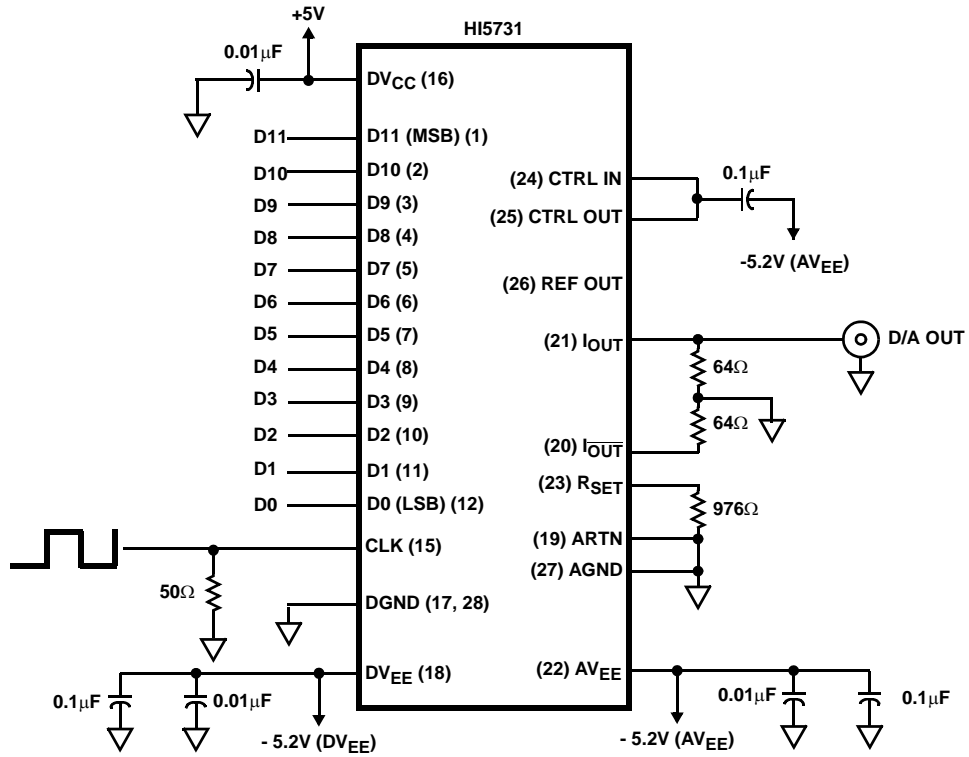 HI5731
+5V
0.01μF
DVCC (16)
D11
D11 (MSB) (1)
D10
D10 (2)
D9
D9 (3)
D8
D8 (4)
D7
D7 (5)
D6
D6 (6)
D5
D5 (7)
D4
D4 (8)
D3
D3 (9)
D2
D2 (10)
D1
D1 (11)
D0
D0 (LSB) (12)
CLK (15)
50Ω
DGND (17, 28)
DVEE (18)
0.1μF
0.01μF
- 5.2V (DVEE)
(24) CTRL IN
0.1μF
(25) CTRL OUT
-5.2V (AVEE)
(26) REF OUT
(21) IOUT
D/A OUT
64Ω
64Ω
(20) I̅O̅U̅T̅
(23) RSET
976Ω
(19) ARTN
(27) AGND
(22) AVEE
0.01μF
0.1μF
- 5.2V (AVEE)